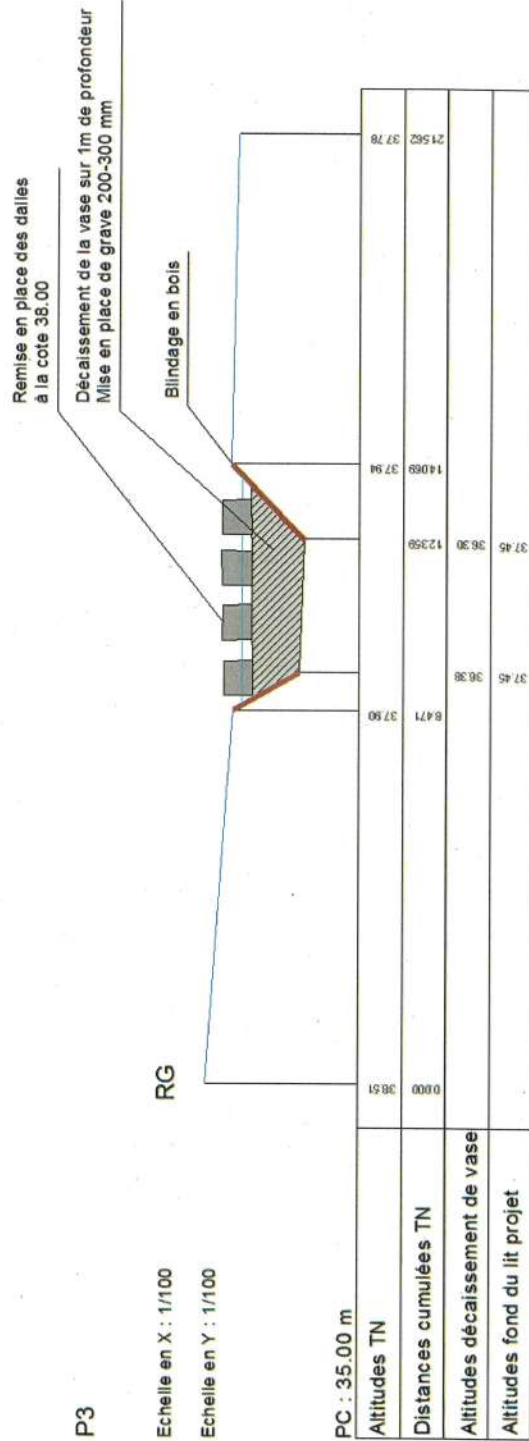 P3
Remise en place des dalles
à la cote 38.00
Décaissement de la vase sur 1m de profondeur
Mise en place de grave 200-300 mm
Blindage en bois
Echelle en X : 1/100
Echelle en Y : 1/100
RG
PC : 35.00 m
Altitudes TN 38.51 37.90 37.94 37.78
Distances cumulées TN 0.000 8.471 12.359 14.069 21.562
Altitudes décaissement de vase 36.38 36.30
Altitudes fond du lit projet 37.45 37.45